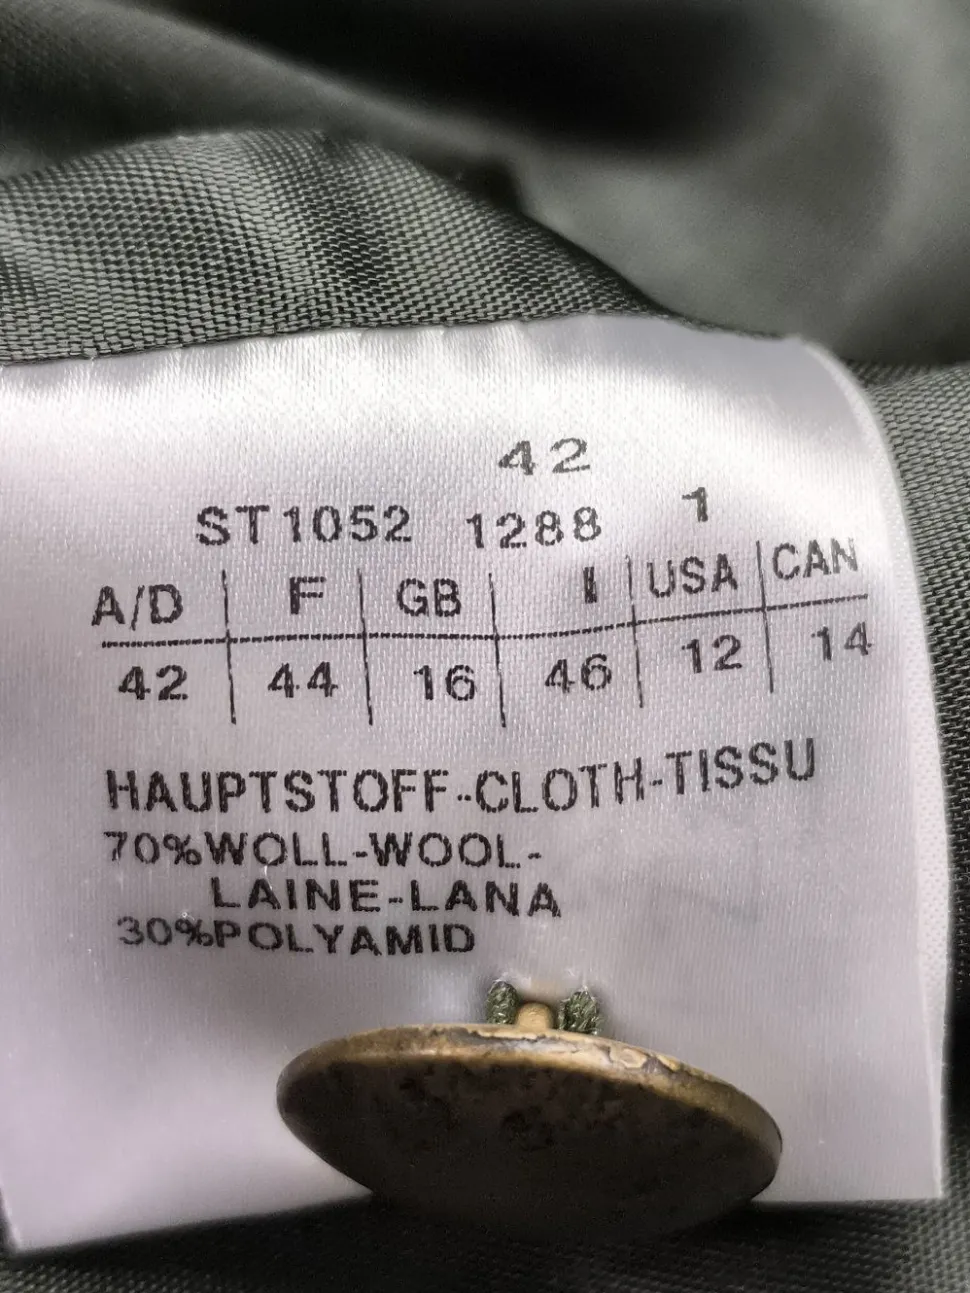 42
ST1052 1288 1
A/D F GB I USA CAN
42 44 16 46 12 14
HAUPTSTOFF-CLOTH-TISSU
70%WOLL-WOOL-
LAINE-LANA
30%POLYAMID